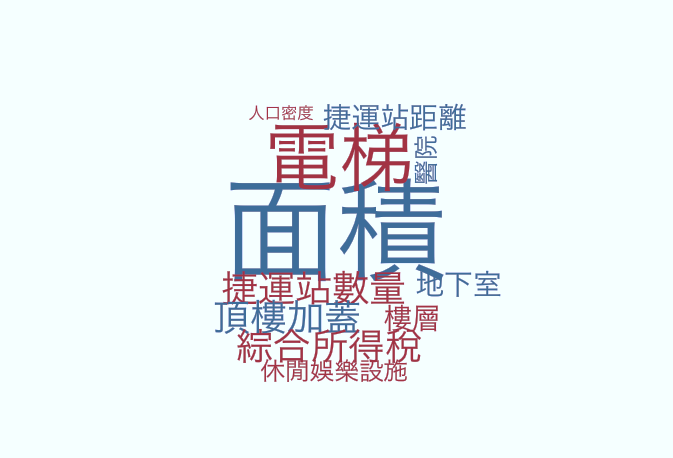 人口密度
捷運站距離
電梯
醫院
面積
捷運站數量
地下室
頂樓加蓋
樓層
綜合所得稅
休閒娛樂設施